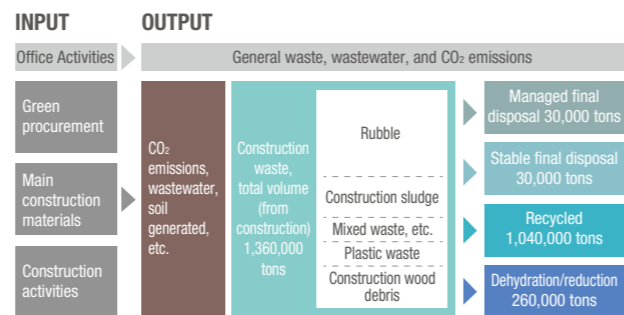 INPUT
OUTPUT
Office Activities
General waste, wastewater, and CO₂ emissions
Green
procurement
Main
construction
materials
Construction
activities
CO₂
emissions,
wastewater,
soil
generated,
etc.
Construction
waste,
total volume
(from
construction)
1,360,000
tons
Rubble
Construction sludge
Mixed waste, etc.
Plastic waste
Construction wood
debris
Managed final
disposal 30,000 tons
Stable final disposal
30,000 tons
Recycled
1,040,000 tons
Dehydration/reduction
260,000 tons